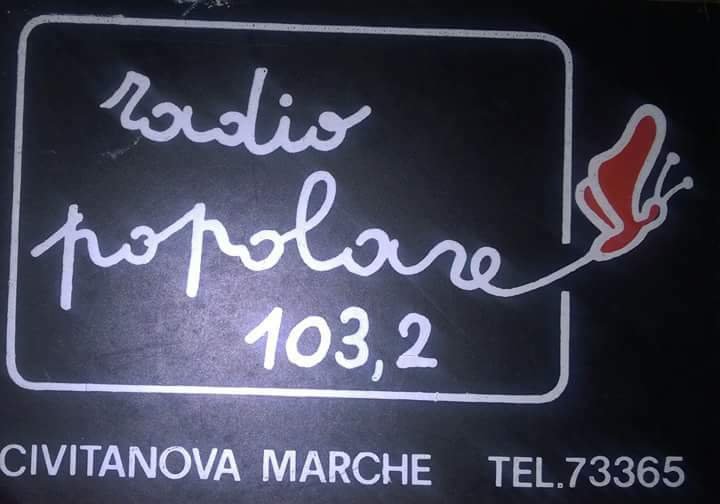 radio
popolare
103,2
CIVITANOVA MARCHE TEL.73365